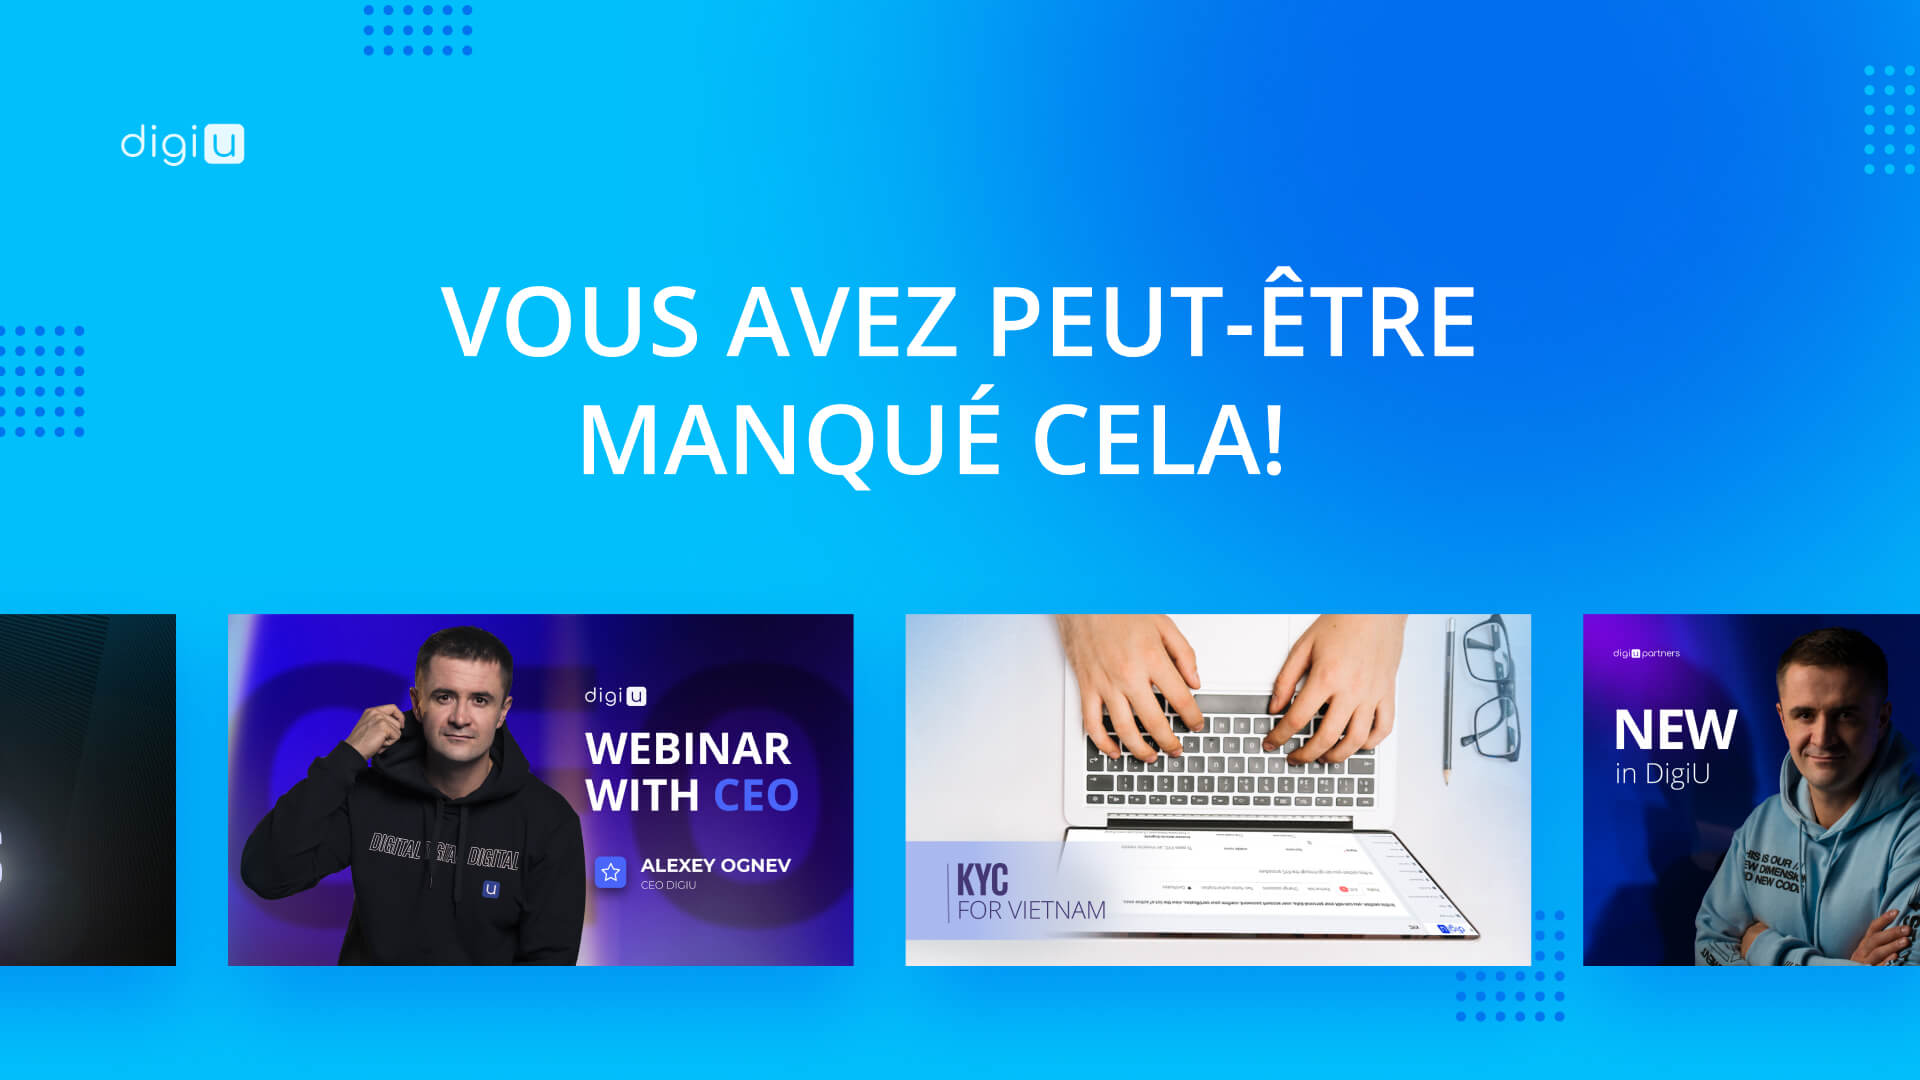 digiu
VOUS AVEZ PEUT-ÊTRE
MANQUÉ CELA!
digiu
WEBINAR
WITH CEO
ALEXEY OGNEV
CEO DIGIU
DIGITAL DIGITAL
u
KYC
FOR VIETNAM
digiu partners
NEW
in DigiU